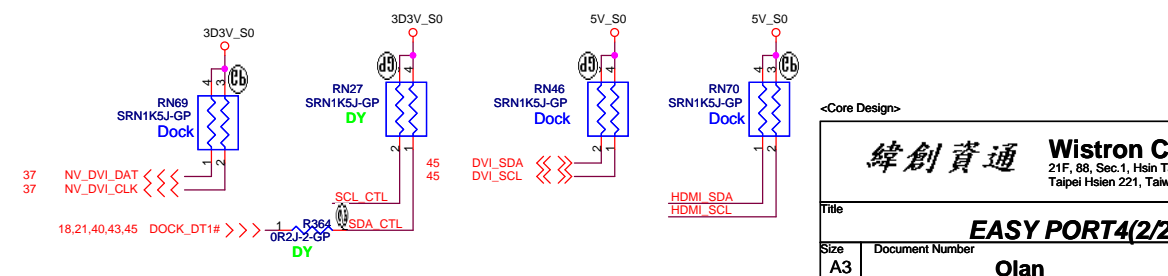 3D3V_S0
4 3
RN69
SRN1K5J-GP
Dock
1 2
37 NV_DVI_DAT
37 NV_DVI_CLK
3D3V_S0
3 4
RN27
SRN1K5J-GP
DY
2 1
SCL_CTL
SDA_CTL
18,21,40,43,45 DOCK_DT1#
1
R364
0R2J-2-GP
DY
5V_S0
3 4
RN46
SRN1K5J-GP
Dock
2 1
45 DVI_SDA
45 DVI_SCL
5V_S0
4 3
RN70
SRN1K5J-GP
Dock
1 2
HDMI_SDA
HDMI_SCL
<Core Design>
緯創資通
Wistron C
21F, 88, Sec.1, Hsin T
Taipei Hsien 221, Taiw
Title
EASY PORT4(2/2
Size Document Number
A3 Olan